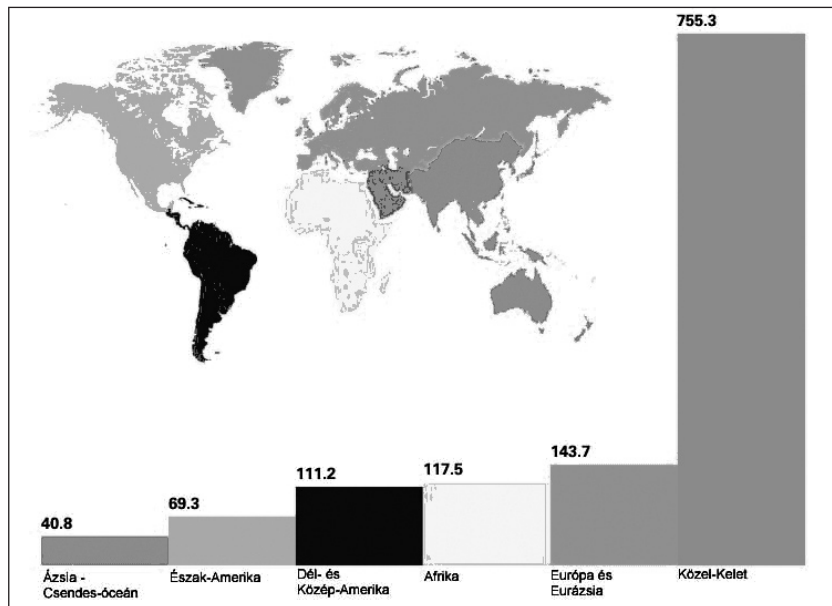 755.3
143.7
117.5
111.2
69.3
40.8
Ázsia -
Csendes-óceán
Észak-Amerika
Dél- és
Közép-Amerika
Afrika
Európa és
Eurázsia
Közel-Kelet